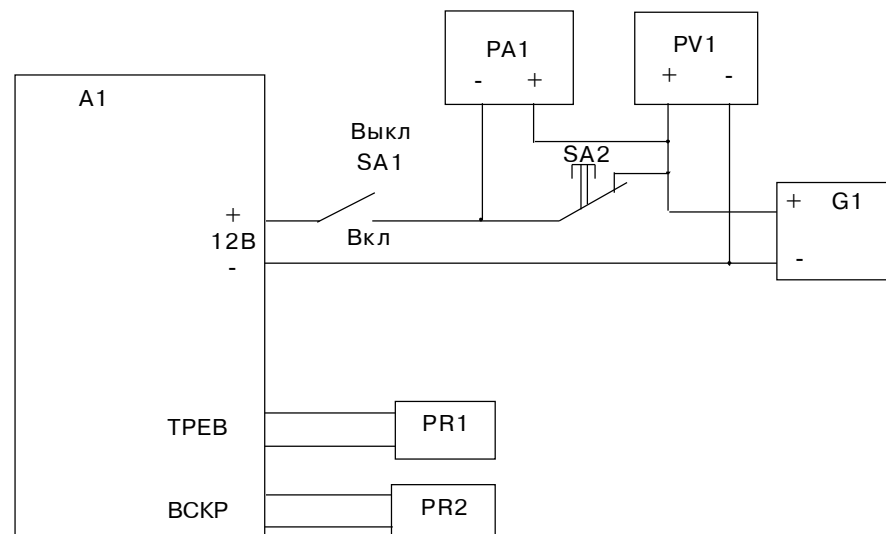 PA1
- +
PV1
+ -
A1
Выкл
SA1
SA2
Вкл
+
12В
-
+ G1
-
ТРЕВ
PR1
ВСКР
PR2